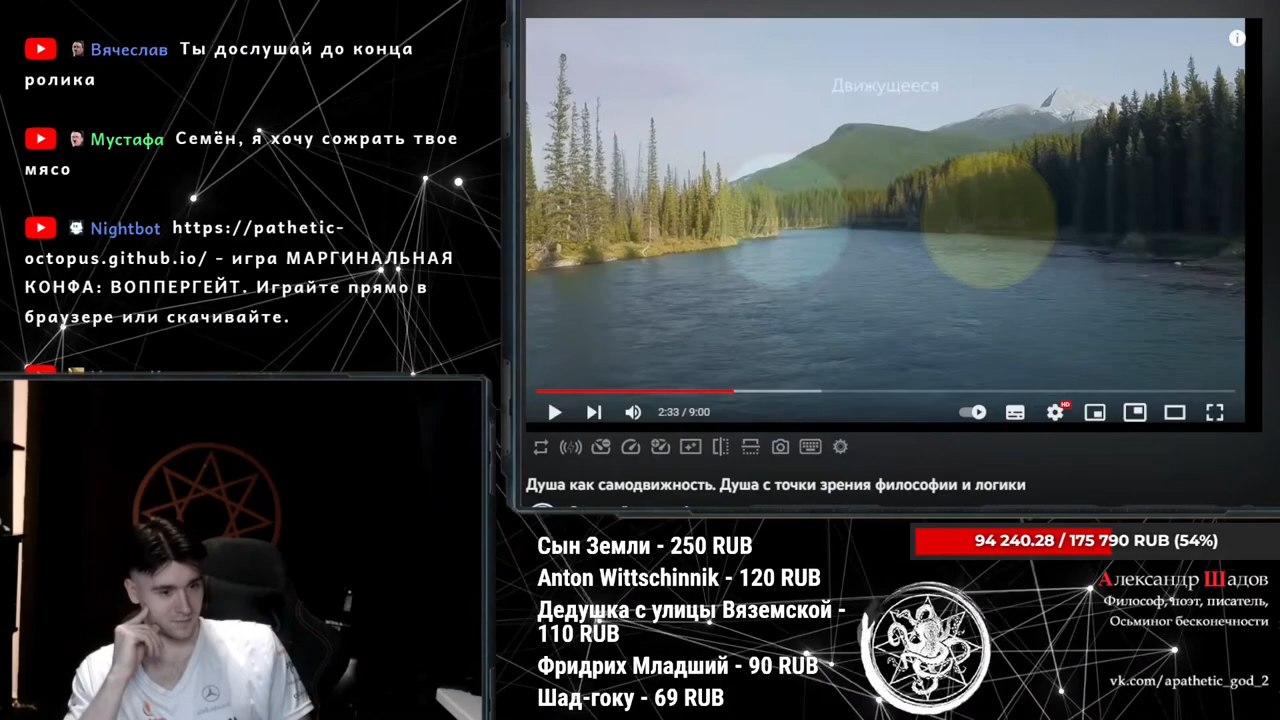 Вячеслав Ты дослушай до конца
ролика
Мустафа Семён, я хочу сожрать твое
мясо
Nightbot https://pathetic-
octopus.github.io/ - игра МАРГИНАЛЬНАЯ
КОНФА: ВОППЕРГЕЙТ. Играйте прямо в
браузере или скачивайте.
Движущееся
2:33 / 9:00
HD
Душа как самодвижность. Душа с точки зрения философии и логики
Сын Земли - 250 RUB
Anton Wittschinnik - 120 RUB
Дедушка с улицы Вяземской -
110 RUB
Фридрих Младший - 90 RUB
Шад-гоку - 69 RUB
94 240.28 / 175 790 RUB (54%)
Александр Шадов
Философ, поэт, писатель,
Осьминог бесконечности
vk.com/apathetic_god_2